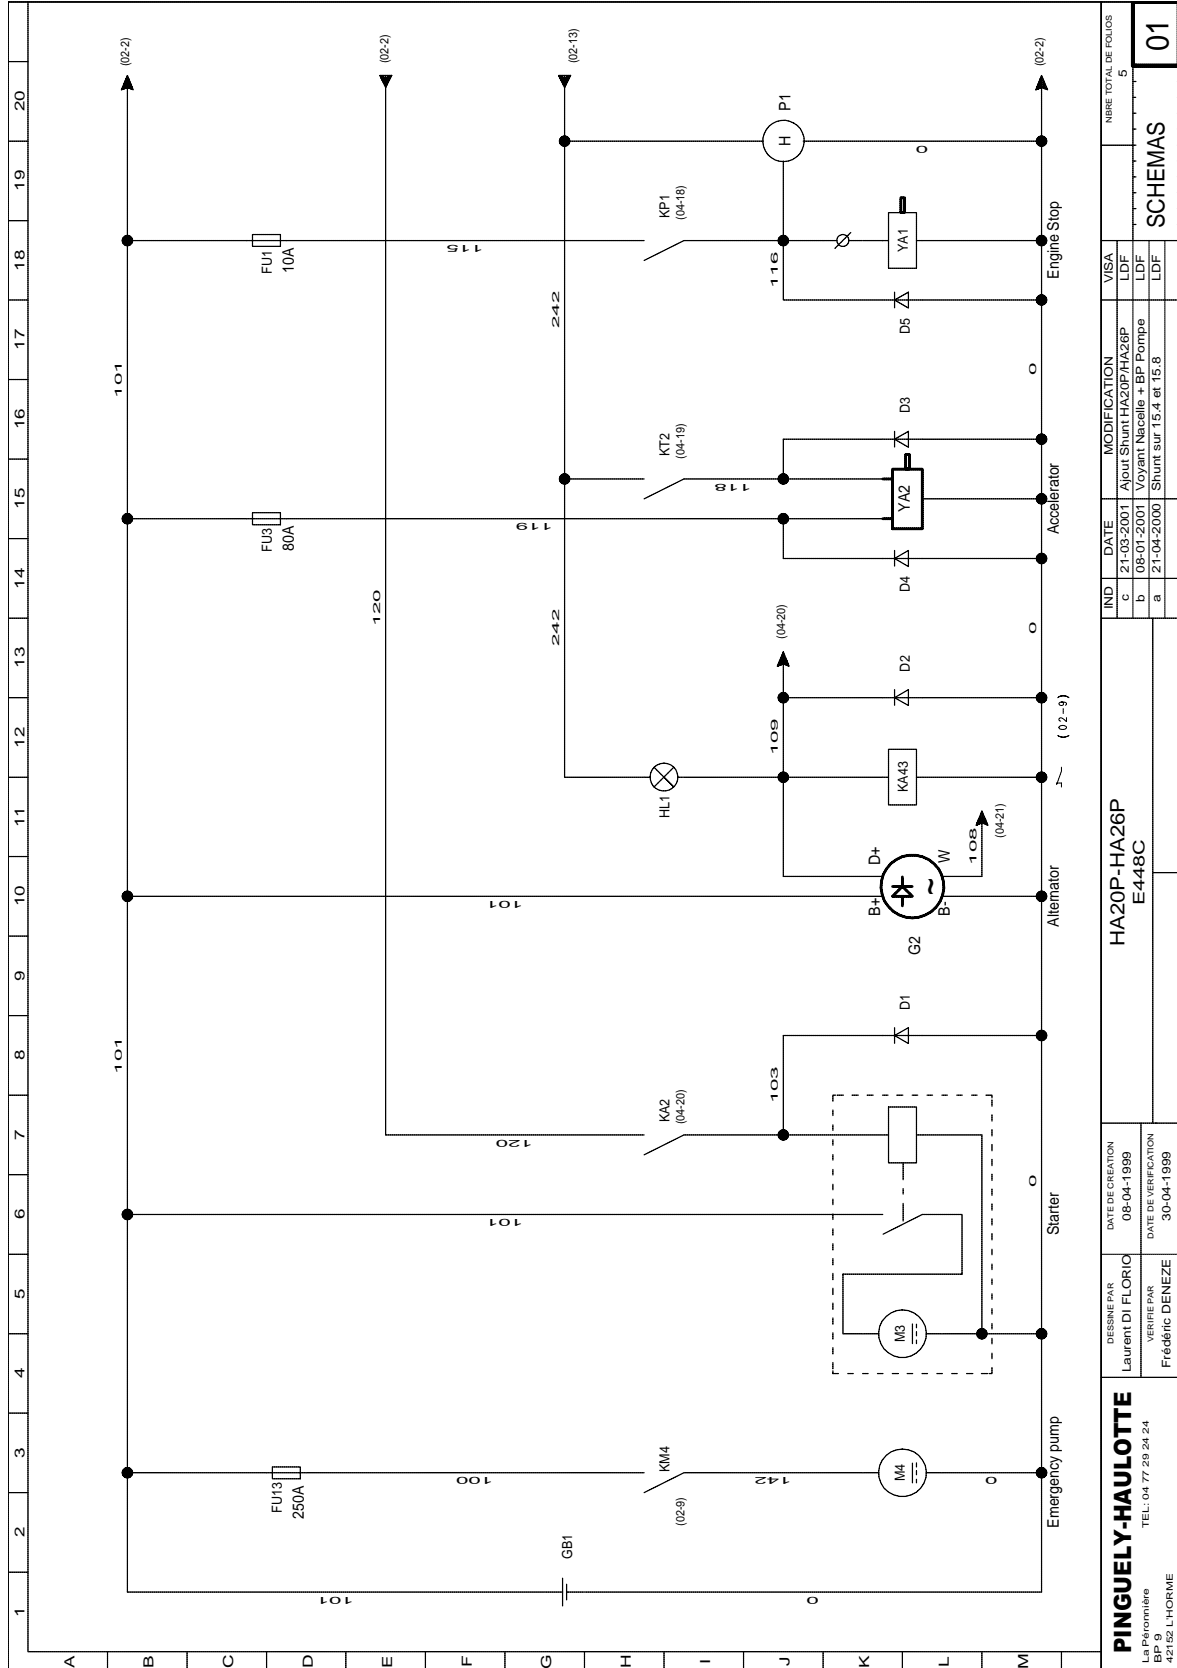 1 2 3 4 5 6 7 8 9 10 11 12 13 14 15 16 17 18 19 20
A
B
C
D
E
F
G
H
I
J
K
L
M
101 101 101 (02-2)
120 (02-2)
242 242 (02-13)
101
GB1
0
FU13
250A
100
KM4
(02-9)
142
M4
0
Emergency pump
101
M3
Starter
0
120
KA2
(04-20)
103
D1
101
G2
B+ D+
B- W
108
(04-21)
Alternator
HL1
109
(04-20)
KA43
D2
(02-9)
0
FU3
80A
119
KT2
(04-19)
118
D4
YA2
D3
Accelerator
0
FU1
10A
115
KP1
(04-18)
116
D5
YA1
Engine Stop
H
P1
0
(02-2)
PINGUELY-HAULOTTE
La Péronnière
BP 9
42152 L'HORME
TEL: 04 77 29 24 24
DESSINE PAR
Laurent DI FLORIO
VERIFIE PAR
Frédéric DENEZE
DATE DE CREATION
08-04-1999
DATE DE VERIFICATION
30-04-1999
HA20P-HA26P
E448C
IND DATE MODIFICATION VISA
c 21-03-2001 Ajout Shunt HA20P/HA26P LDF
b 08-01-2001 Voyant Nacelle + BP Pompe LDF
a 21-04-2000 Shunt sur 15.4 et 15.8 LDF
NBRE TOTAL DE FOLIOS
5
SCHEMAS
01